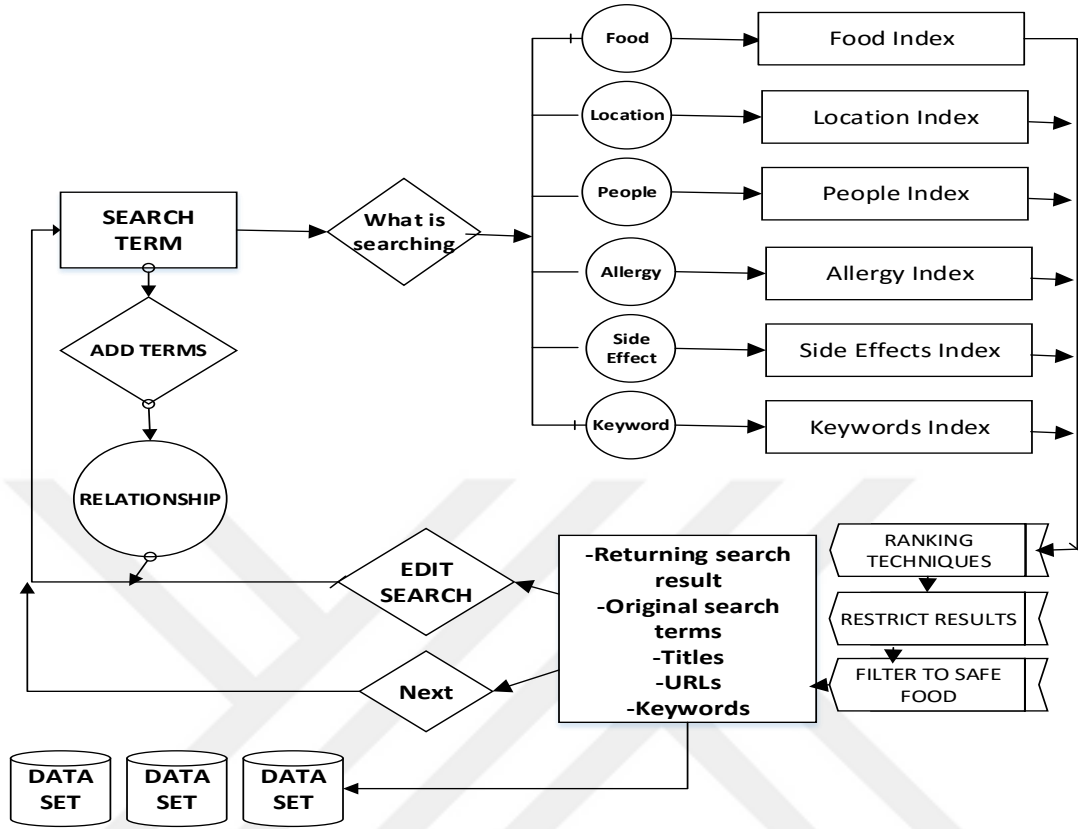 Food
Food Index
Location
Location Index
People
People Index
SEARCH
TERM
What is
searching
Allergy
Allergy Index
ADD TERMS
Side
Effect
Side Effects Index
Keyword
Keywords Index
RELATIONSHIP
EDIT
SEARCH
-Returning search
result
-Original search
terms
-Titles
-URLs
-Keywords
RANKING
TECHNIQUES
RESTRICT RESULTS
FILTER TO SAFE
FOOD
Next
DATA
SET
DATA
SET
DATA
SET